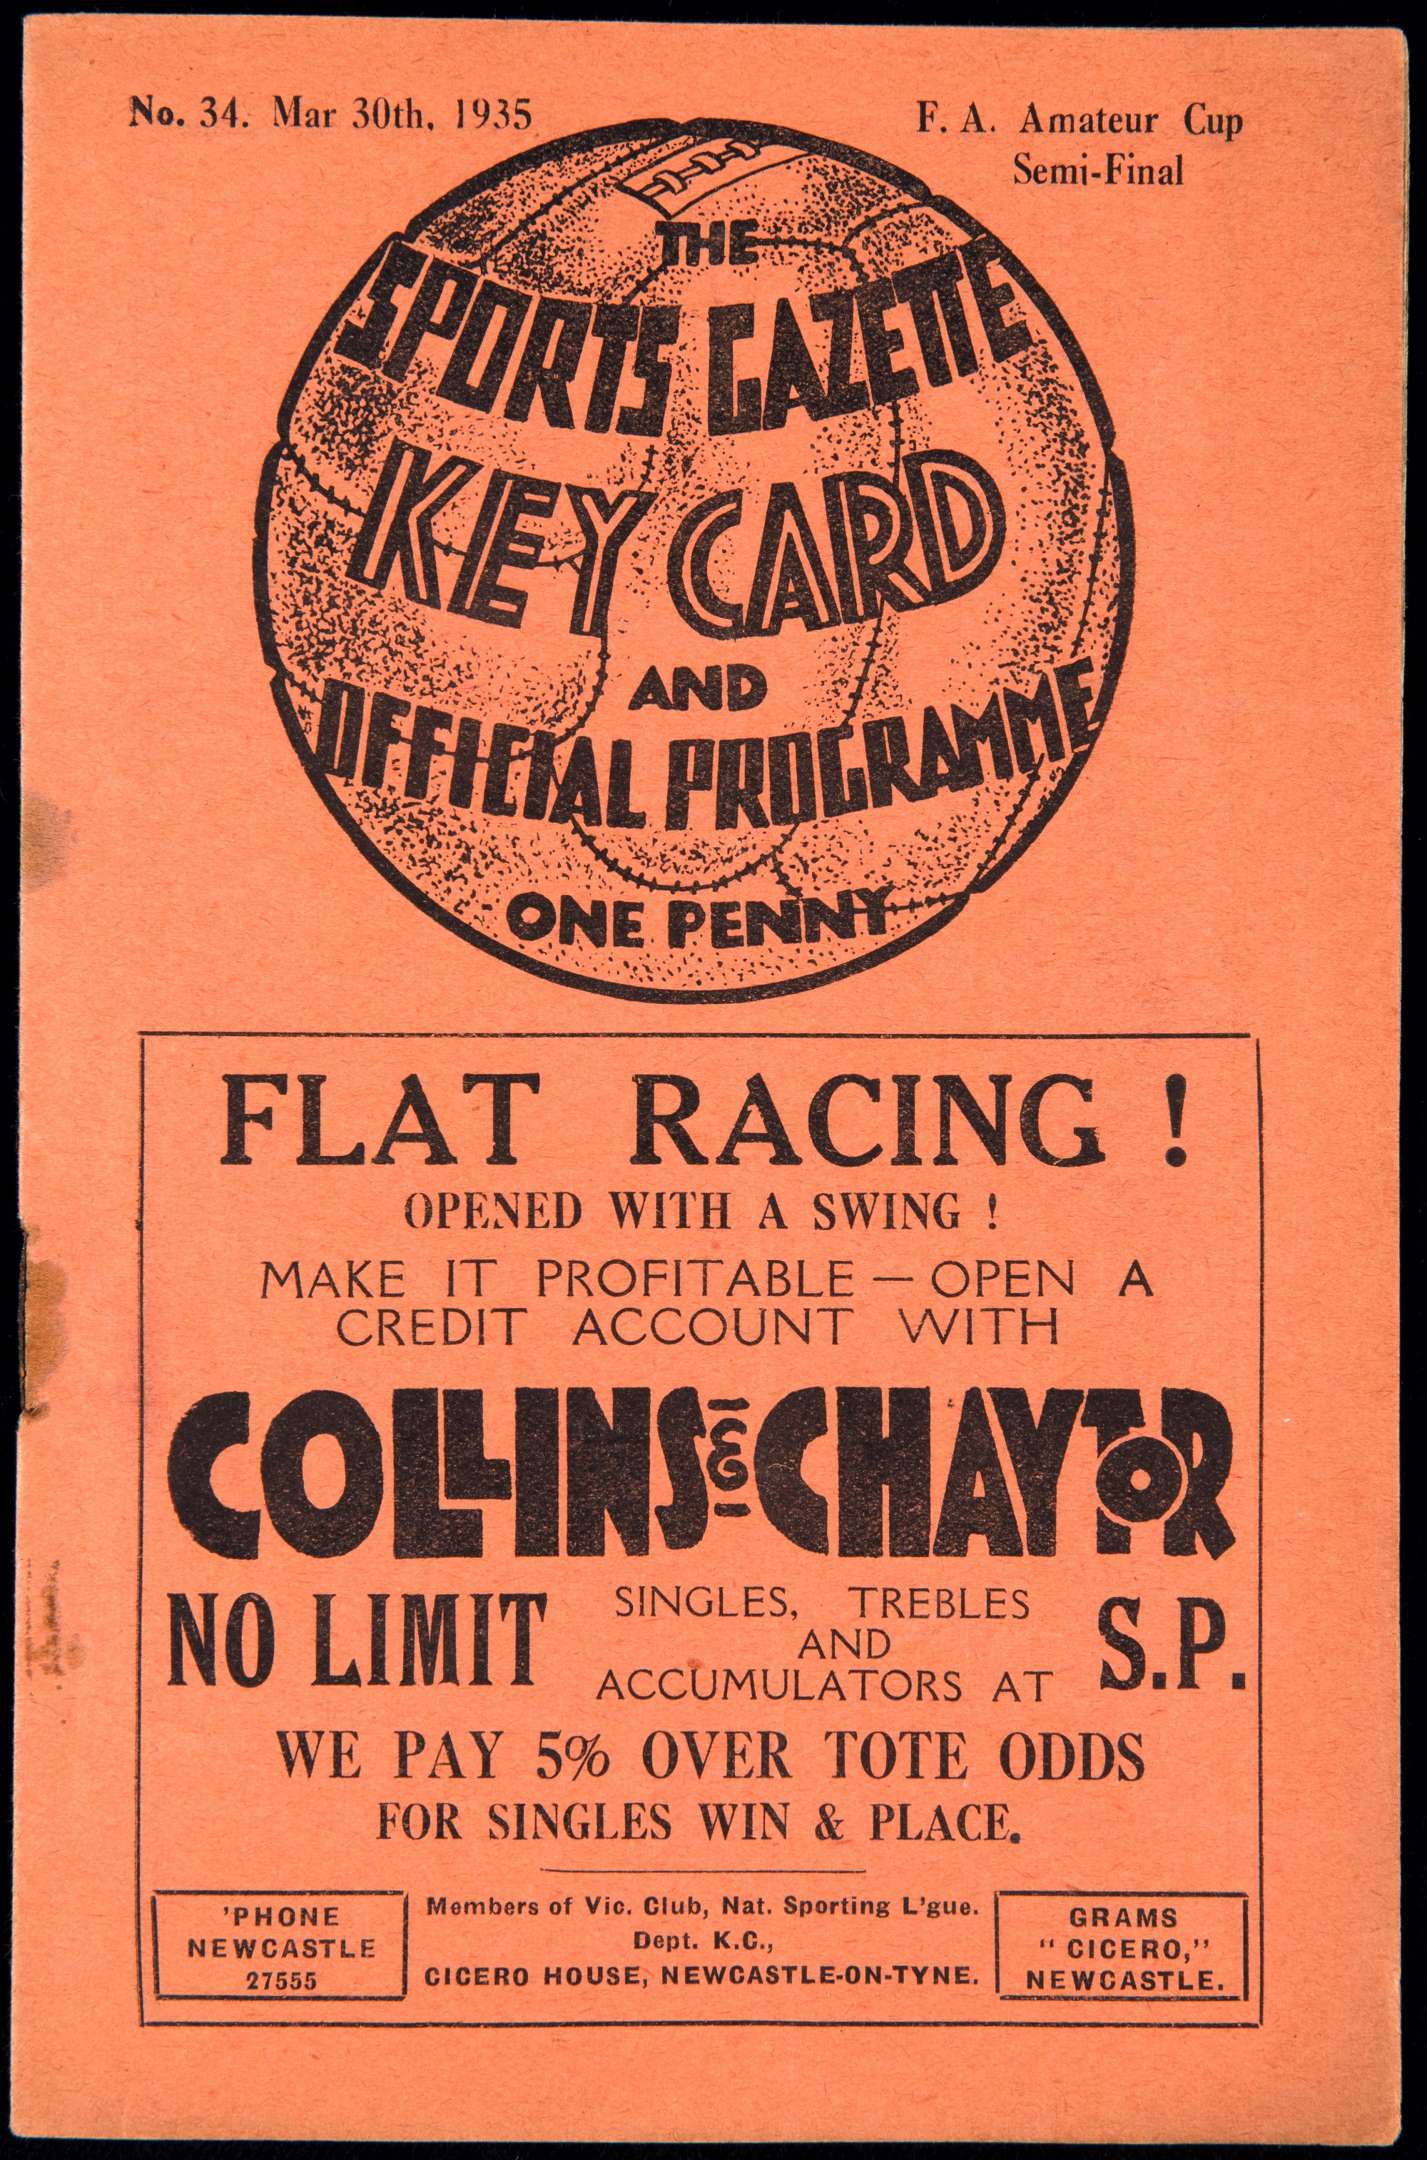 No. 34. Mar 30th, 1935
F. A. Amateur Cup
Semi-Final
THE
SPORTS GAZETTE
KEY CARD
AND
OFFICIAL PROGRAMME
ONE PENNY
FLAT RACING !
OPENED WITH A SWING !
MAKE IT PROFITABLE — OPEN A
CREDIT ACCOUNT WITH
COLLINS & CHAYTOR
NO LIMIT
SINGLES, TREBLES
AND
ACCUMULATORS AT
S.P.
WE PAY 5% OVER TOTE ODDS
FOR SINGLES WIN & PLACE.
'PHONE
NEWCASTLE
27555
Members of Vic. Club, Nat. Sporting L'gue.
Dept. K.C.,
CICERO HOUSE, NEWCASTLE-ON-TYNE.
GRAMS
" CICERO,"
NEWCASTLE.